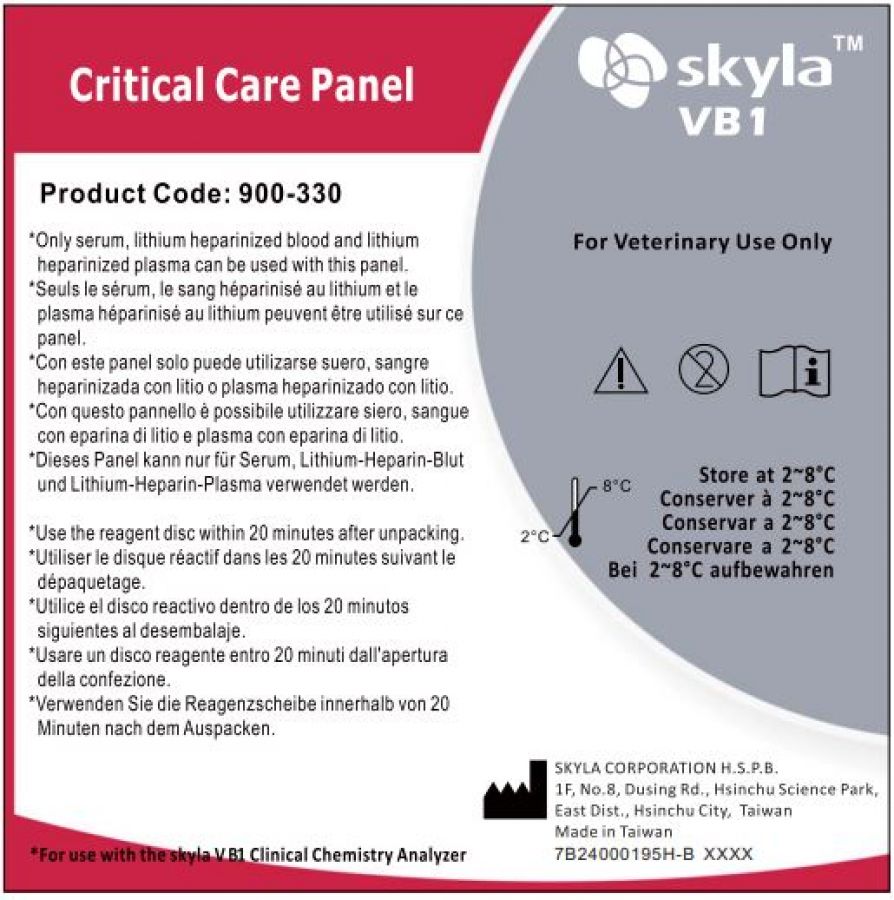 Critical Care Panel
skyla™
VB1
Product Code: 900-330
*Only serum, lithium heparinized blood and lithium
heparinized plasma can be used with this panel.
*Seuls le sérum, le sang héparinisé au lithium et le
plasma héparinisé au lithium peuvent être utilisé sur ce
panel.
*Con este panel solo puede utilizarse suero, sangre
heparinizada con litio o plasma heparinizado con litio.
*Con questo pannello è possibile utilizzare siero, sangue
con eparina di litio e plasma con eparina di litio.
*Dieses Panel kann nur für Serum, Lithium-Heparin-Blut
und Lithium-Heparin-Plasma verwendet werden.
*Use the reagent disc within 20 minutes after unpacking.
*Utiliser le disque réactif dans les 20 minutes suivant le
dépaquetage.
*Utilice el disco reactivo dentro de los 20 minutos
siguientes al desembalaje.
*Usare un disco reagente entro 20 minuti dall'apertura
della confezione.
*Verwenden Sie die Reagenzscheibe innerhalb von 20
Minuten nach dem Auspacken.
*For use with the skyla VB1 Clinical Chemistry Analyzer
For Veterinary Use Only
2
i
8°C
2°C
Store at 2~8°C
Conserver à 2~8°C
Conservar a 2~8°C
Conservare a 2~8°C
Bei 2~8°C aufbewahren
SKYLA CORPORATION H.S.P.B.
1F, No.8, Dusing Rd., Hsinchu Science Park,
East Dist., Hsinchu City, Taiwan
Made in Taiwan
7B24000195H-B XXXX